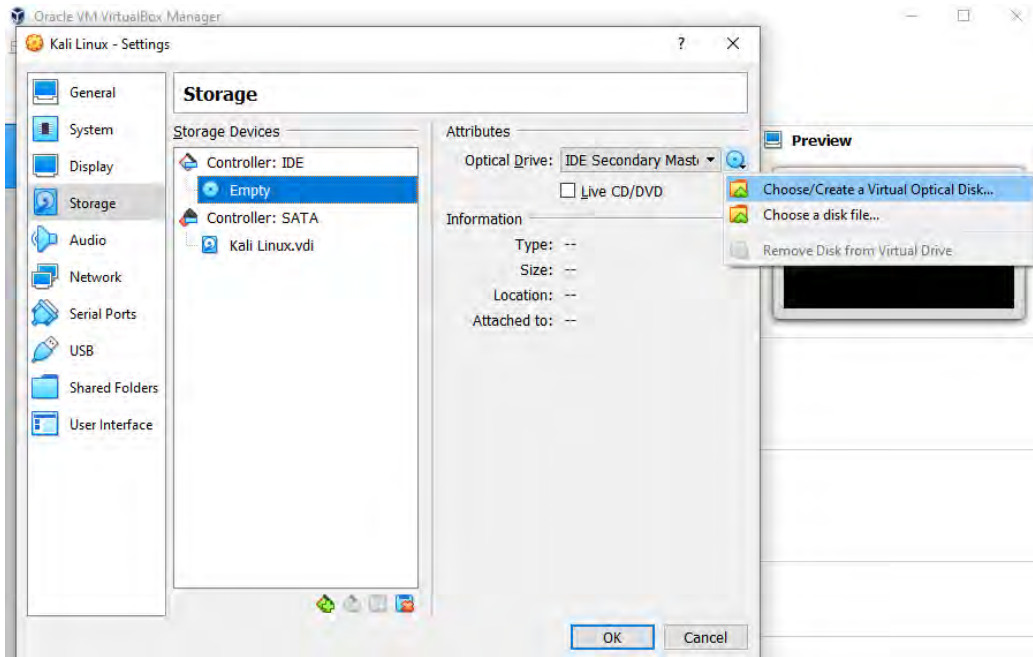 Oracle VM VirtualBox Manager
Kali Linux - Settings
?
General
System
Display
Storage
Audio
Network
Serial Ports
USB
Shared Folders
User Interface
Storage
Storage Devices
Controller: IDE
Empty
Controller: SATA
Kali Linux.vdi
Attributes
Optical Drive: IDE Secondary Mast
Live CD/DVD
Information
Type: --
Size: --
Location: --
Attached to: --
Preview
Choose/Create a Virtual Optical Disk...
Choose a disk file...
Remove Disk from Virtual Drive
OK
Cancel